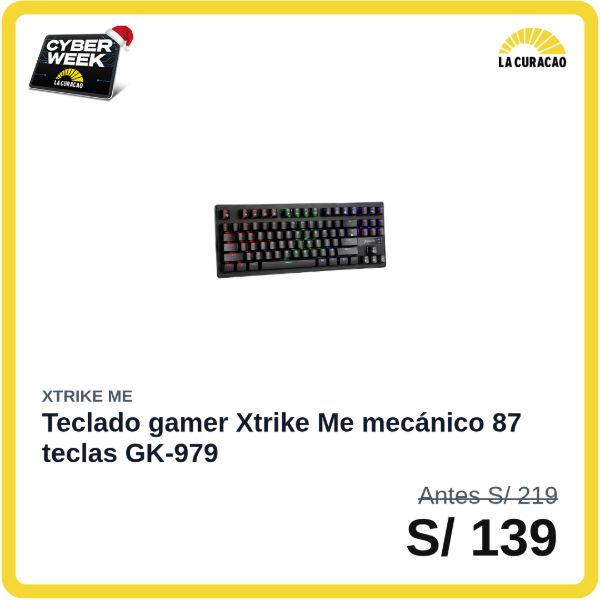 CYBER
WEEK
LA CURACAO
LA CURACAO
XTRIKE ME
Teclado gamer Xtrike Me mecánico 87
teclas GK-979
Antes S/ 219
S/ 139